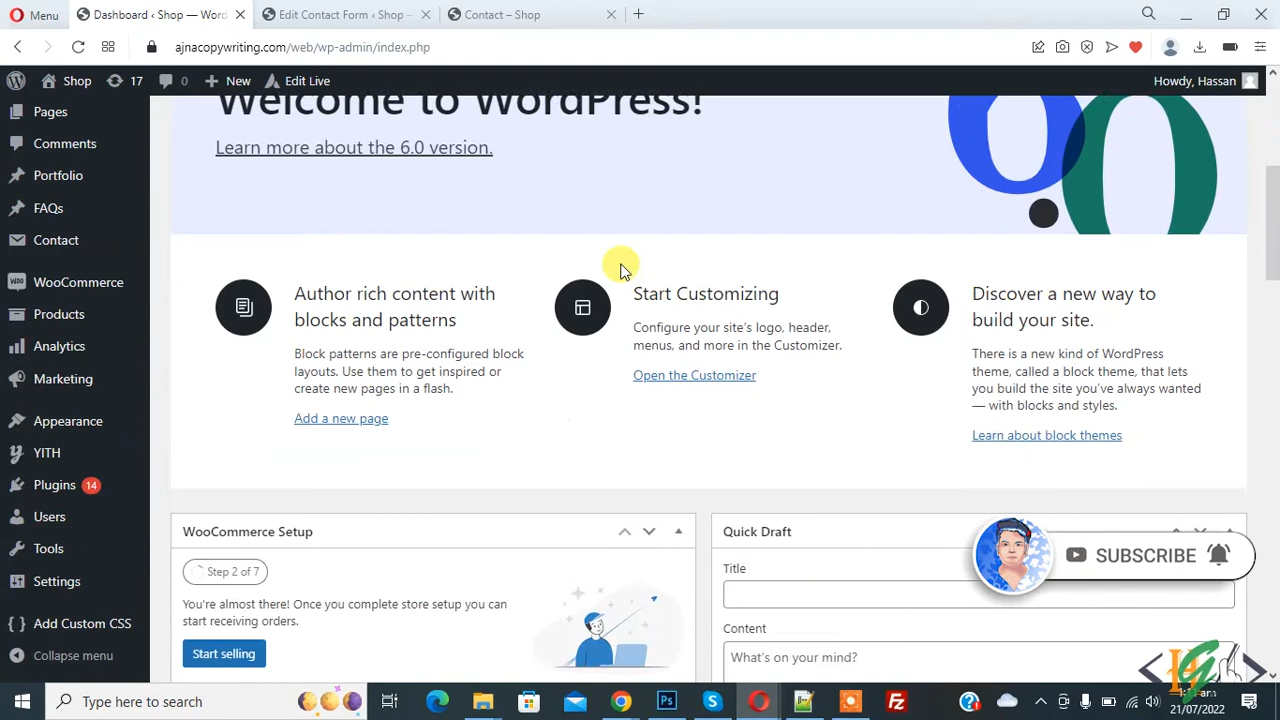 Menu
Dashboard ‹ Shop — Wor
Edit Contact Form ‹ Shop –
Contact – Shop
ajnacopywriting.com/web/wp-admin/index.php
Shop
17
0
New
Edit Live
Howdy, Hassan
Pages
Comments
Portfolio
FAQs
Contact
WooCommerce
Products
Analytics
Marketing
Appearance
YITH
Plugins 14
Users
Tools
Settings
Add Custom CSS
Collapse menu
Welcome to WordPress!
Learn more about the 6.0 version.
Author rich content with
blocks and patterns
Block patterns are pre-configured block
layouts. Use them to get inspired or
create new pages in a flash.
Add a new page
Start Customizing
Configure your site's logo, header,
menus, and more in the Customizer.
Open the Customizer
Discover a new way to
build your site.
There is a new kind of WordPress
theme, called a block theme, that lets
you build the site you've always wanted
— with blocks and styles.
Learn about block themes
WooCommerce Setup
Step 2 of 7
You're almost there! Once you complete store setup you can
start receiving orders.
Start selling
Quick Draft
Title
Content
What's on your mind?
SUBSCRIBE
Type here to search
21/07/2022